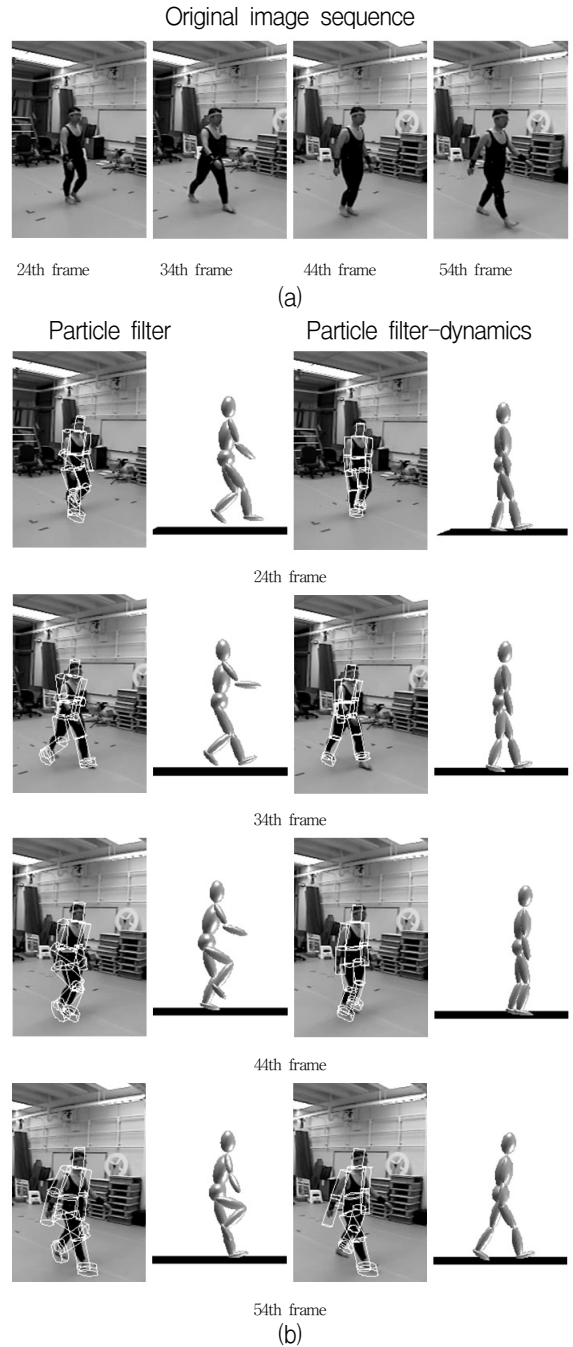 Original image sequence
24th frame 34th frame 44th frame 54th frame
(a)
Particle filter Particle filter-dynamics
24th frame
34th frame
44th frame
54th frame
(b)